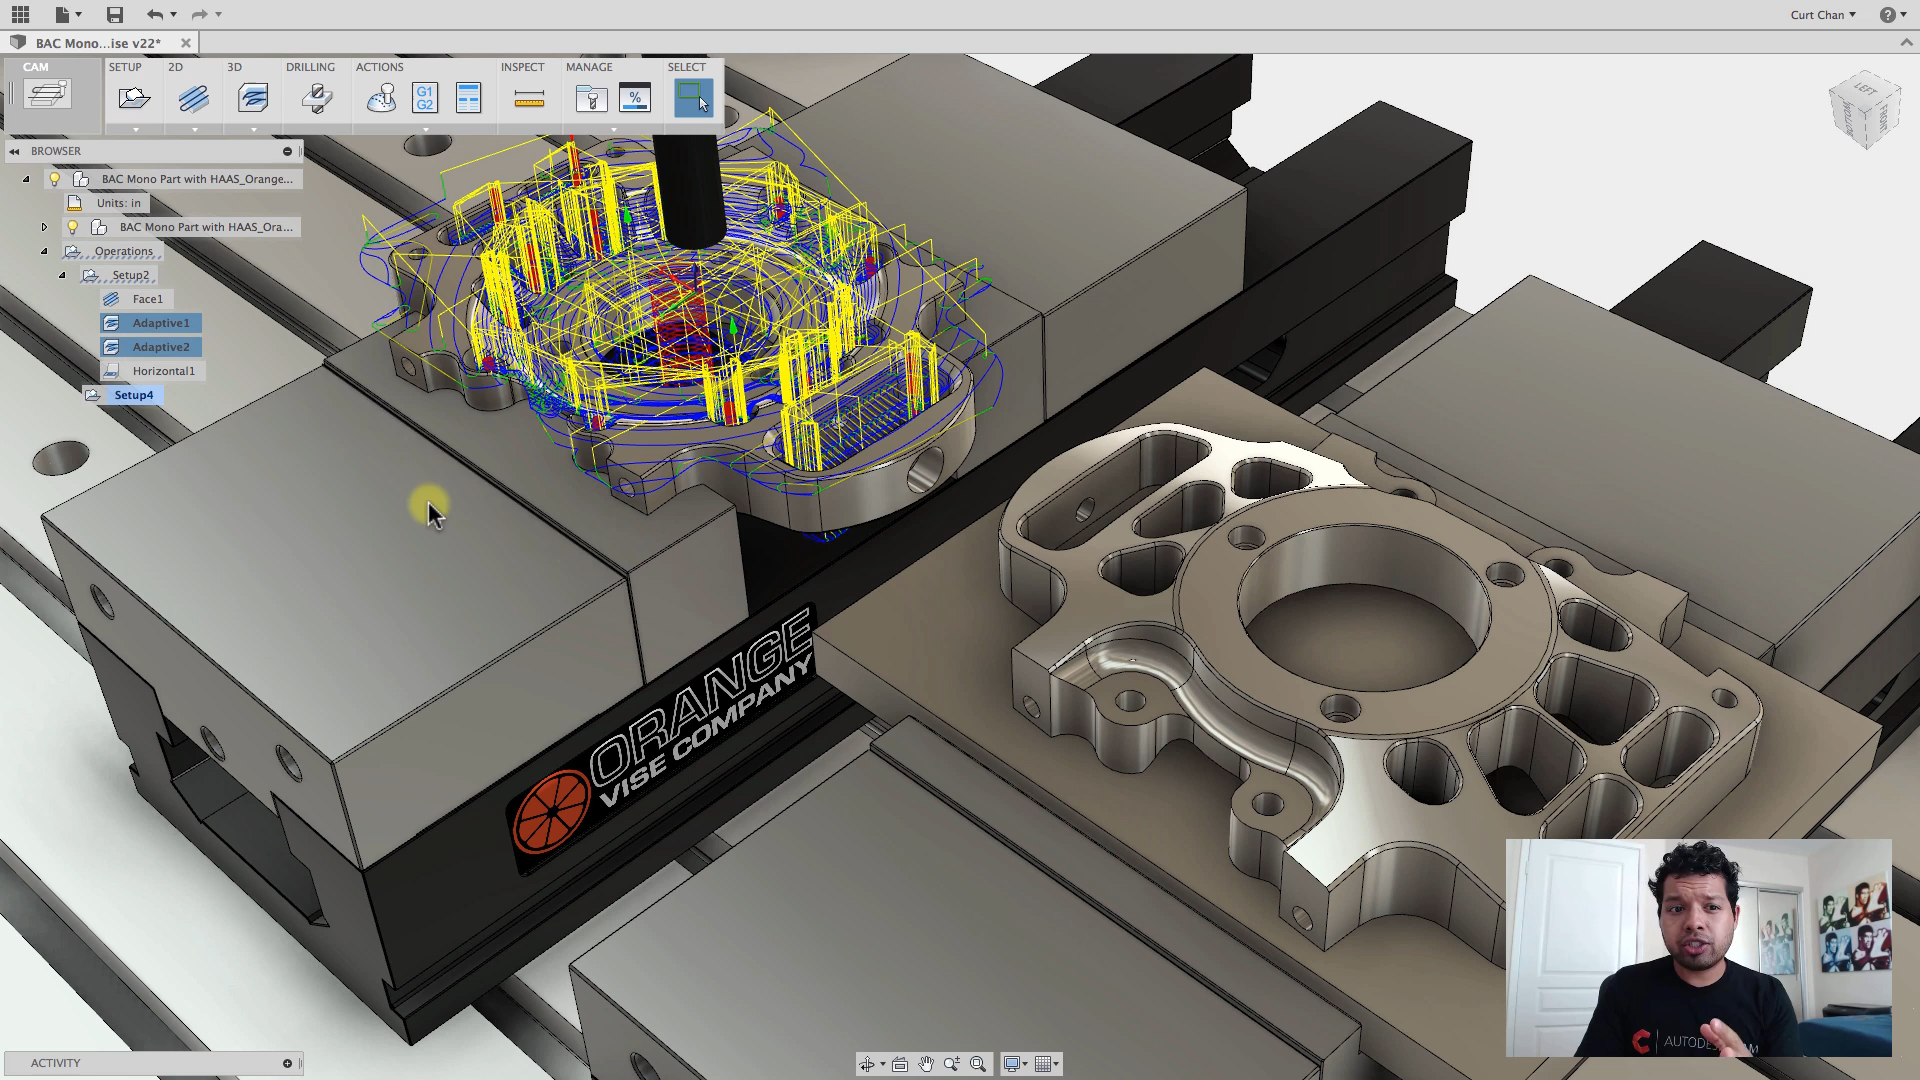 Curt Chan
BAC Mono...ise v22*
CAM
SETUP
2D
3D
DRILLING
ACTIONS
INSPECT
MANAGE
SELECT
G1
G2
%
LEFT
BROWSER
BAC Mono Part with HAAS_Orange...
Units: in
BAC Mono Part with HAAS_Ora...
Operations
Setup2
Face1
Adaptive1
Adaptive2
Horizontal1
Setup4
ORANGE
VISE COMPANY
ACTIVITY